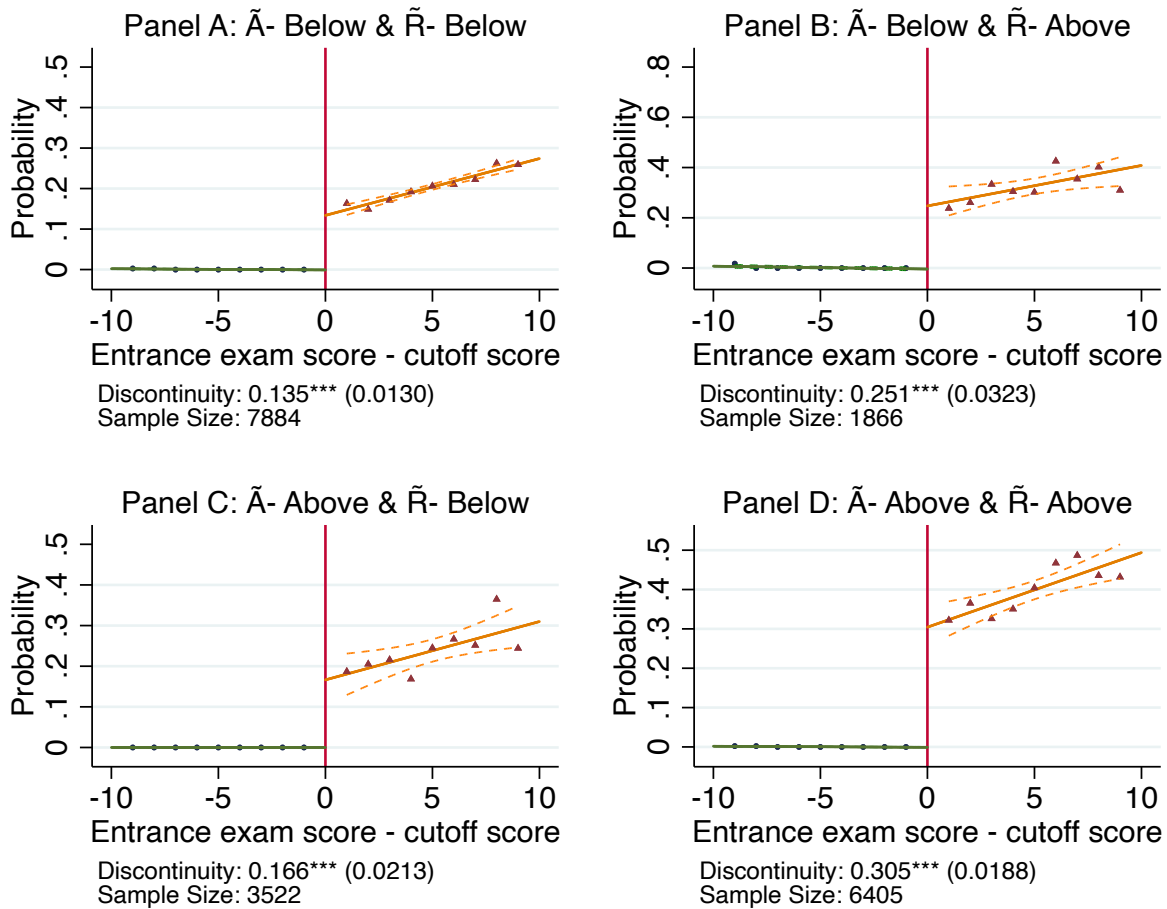 Panel A: Ã- Below & R̃- Below
Probability
0 .1 .2 .3 .4 .5
-10 -5 0 5 10
Entrance exam score - cutoff score
Discontinuity: 0.135*** (0.0130)
Sample Size: 7884
Panel B: Ã- Below & R̃- Above
Probability
0 .2 .4 .6 .8
-10 -5 0 5 10
Entrance exam score - cutoff score
Discontinuity: 0.251*** (0.0323)
Sample Size: 1866
Panel C: Ã- Above & R̃- Below
Probability
0 .1 .2 .3 .4 .5
-10 -5 0 5 10
Entrance exam score - cutoff score
Discontinuity: 0.166*** (0.0213)
Sample Size: 3522
Panel D: Ã- Above & R̃- Above
Probability
0 .1 .2 .3 .4 .5
-10 -5 0 5 10
Entrance exam score - cutoff score
Discontinuity: 0.305*** (0.0188)
Sample Size: 6405